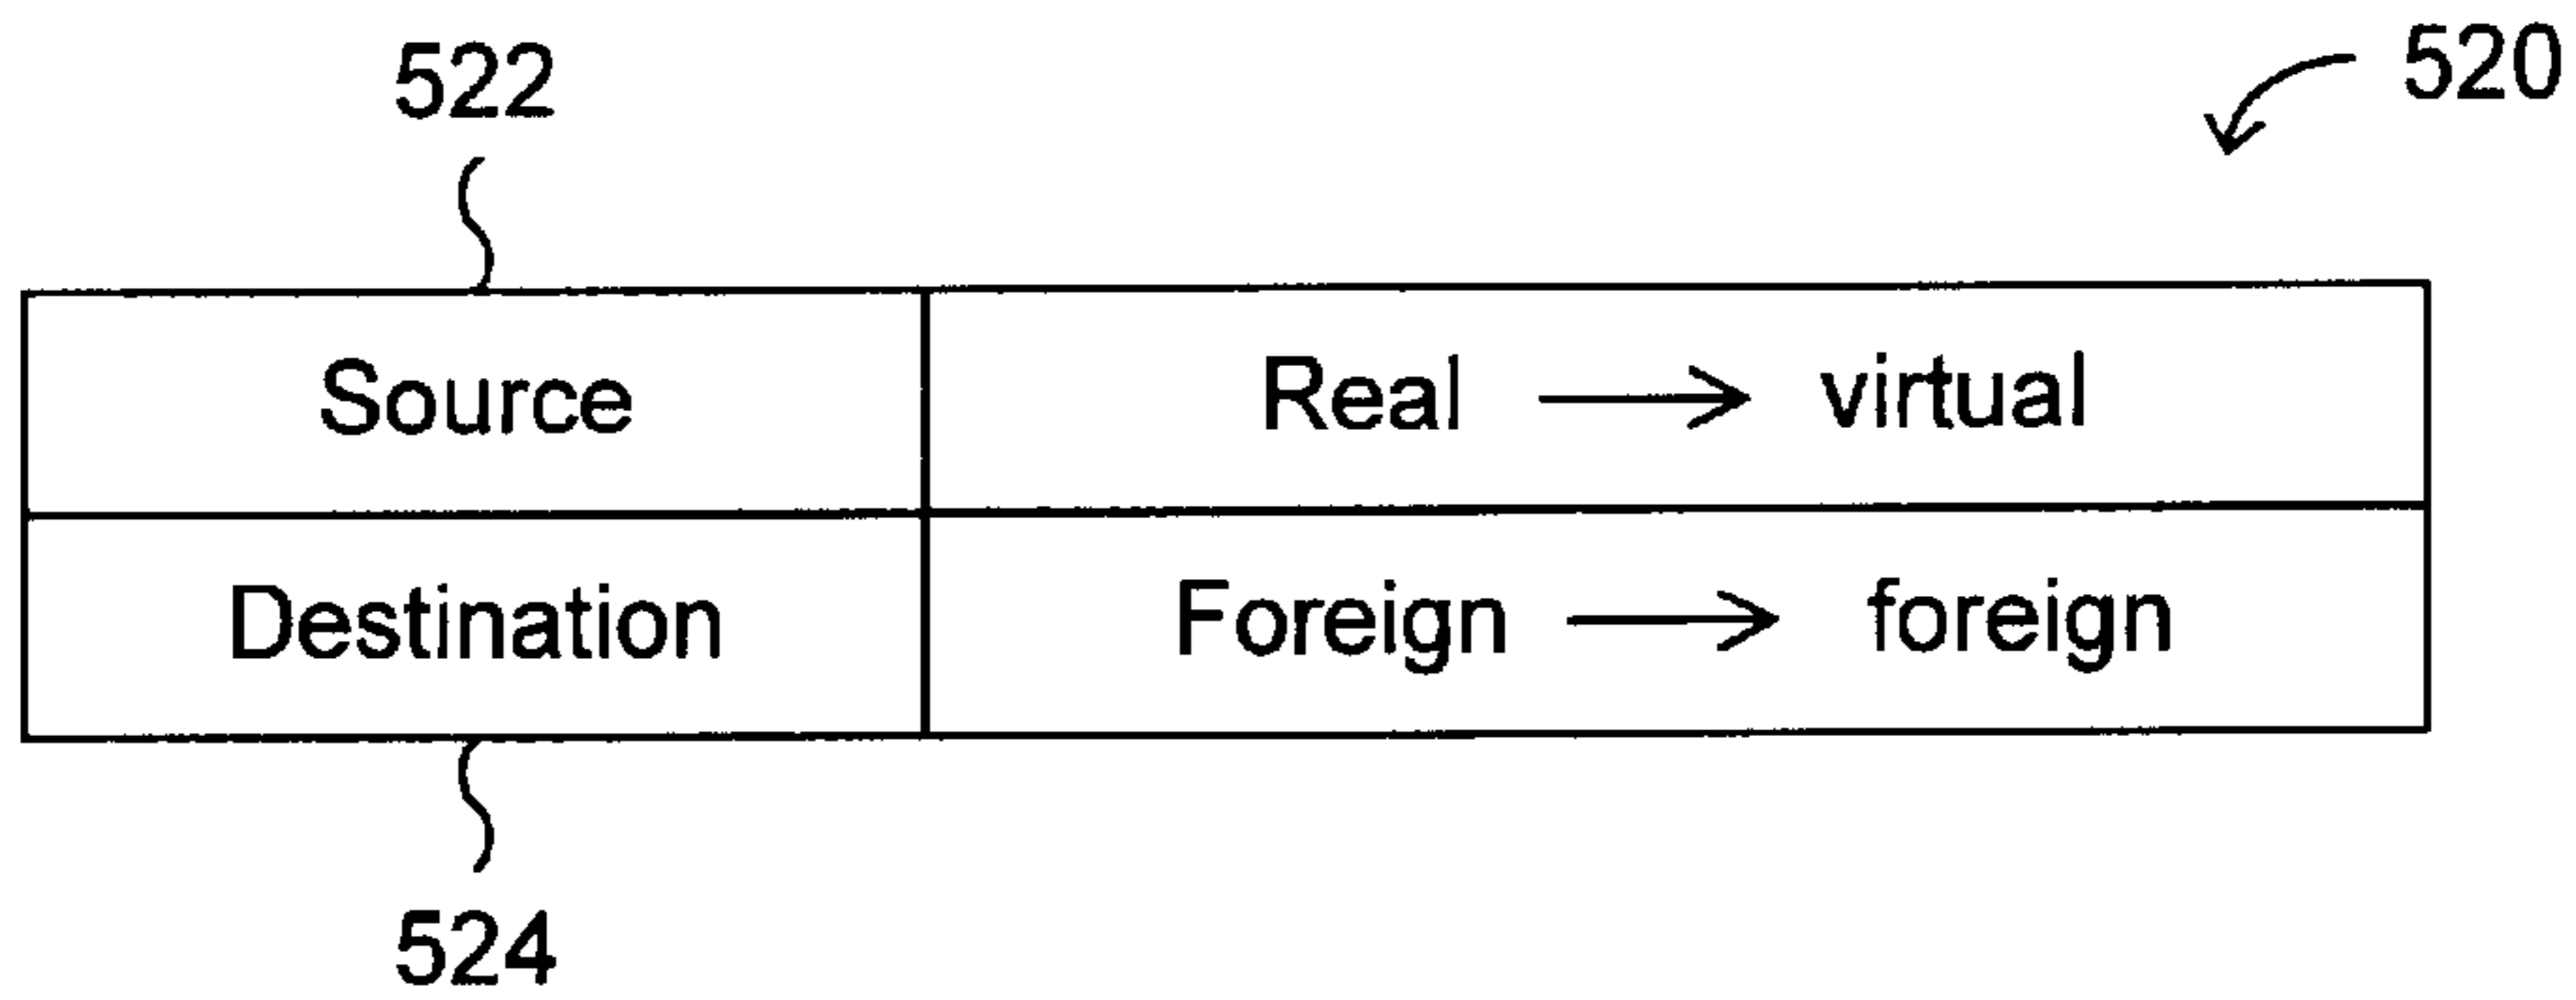 522
520
Source Real → virtual
Destination Foreign → foreign
524